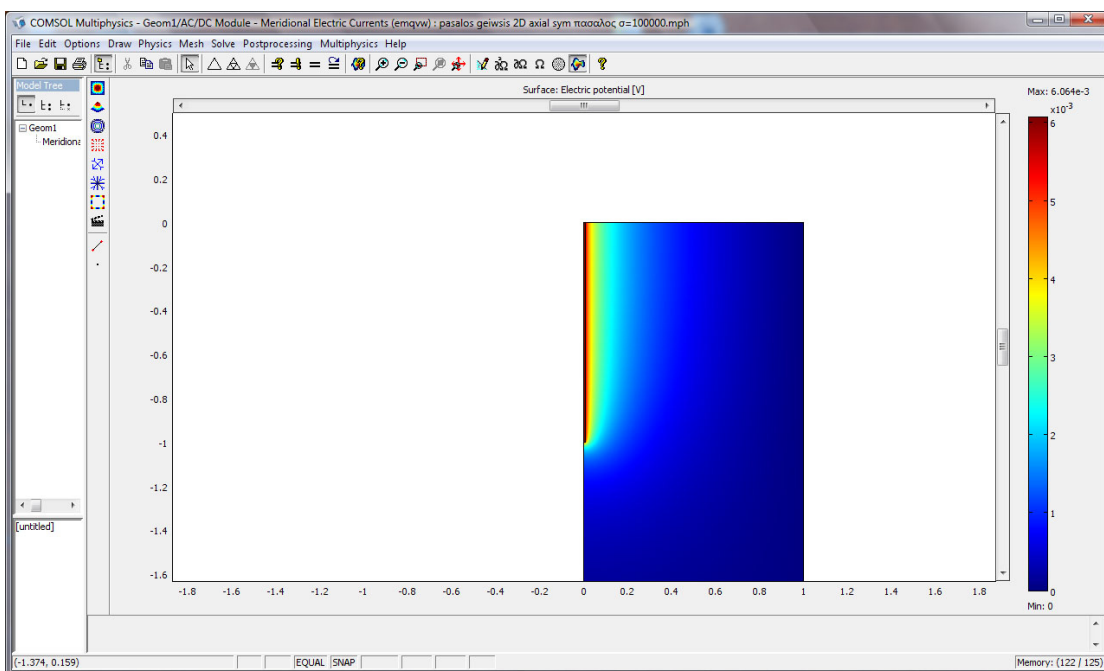 COMSOL Multiphysics - Geom1/AC/DC Module - Meridional Electric Currents (emqvw) : pasalos geiwsis 2D axial sym πασαλος σ=100000.mph
File Edit Options Draw Physics Mesh Solve Postprocessing Multiphysics Help
Model Tree
Geom1
Meridiona
[untitled]
Surface: Electric potential [V]
Max: 6.064e-3
x10^-3
0.4
0.2
0
-0.2
-0.4
-0.6
-0.8
-1
-1.2
-1.4
-1.6
-1.8 -1.6 -1.4 -1.2 -1 -0.8 -0.6 -0.4 -0.2 0 0.2 0.4 0.6 0.8 1 1.2 1.4 1.6 1.8
6
5
4
3
2
1
0
Min: 0
(-1.374, 0.159) EQUAL SNAP Memory: (122 / 125)